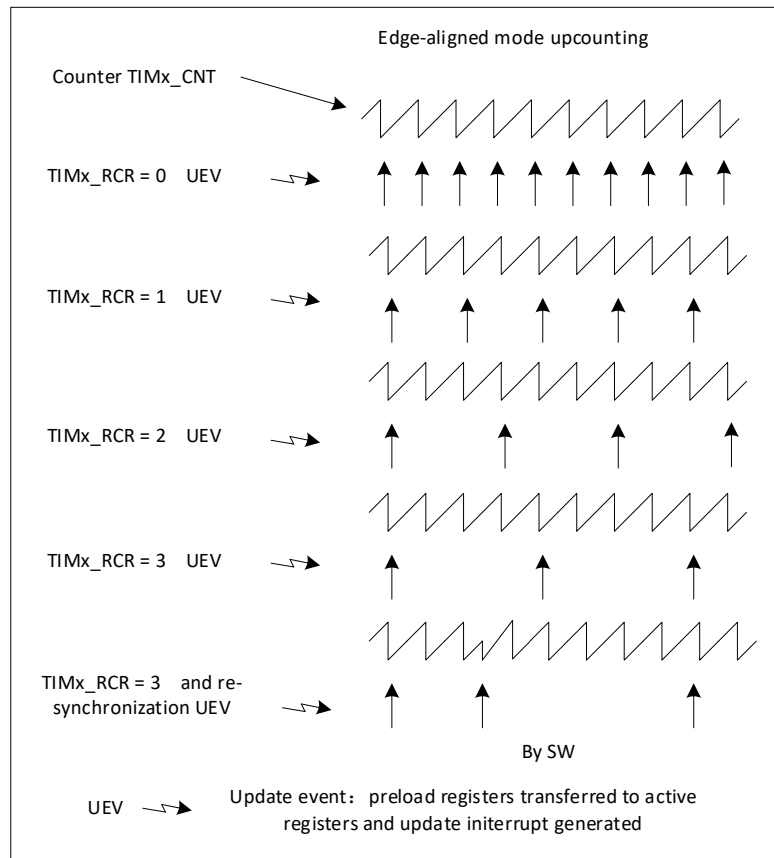 Edge-aligned mode upcounting
Counter TIMx_CNT
TIMx_RCR = 0 UEV
TIMx_RCR = 1 UEV
TIMx_RCR = 2 UEV
TIMx_RCR = 3 UEV
TIMx_RCR = 3 and re-
synchronization UEV
By SW
UEV
Update event：preload registers transferred to active
registers and update initerrupt generated